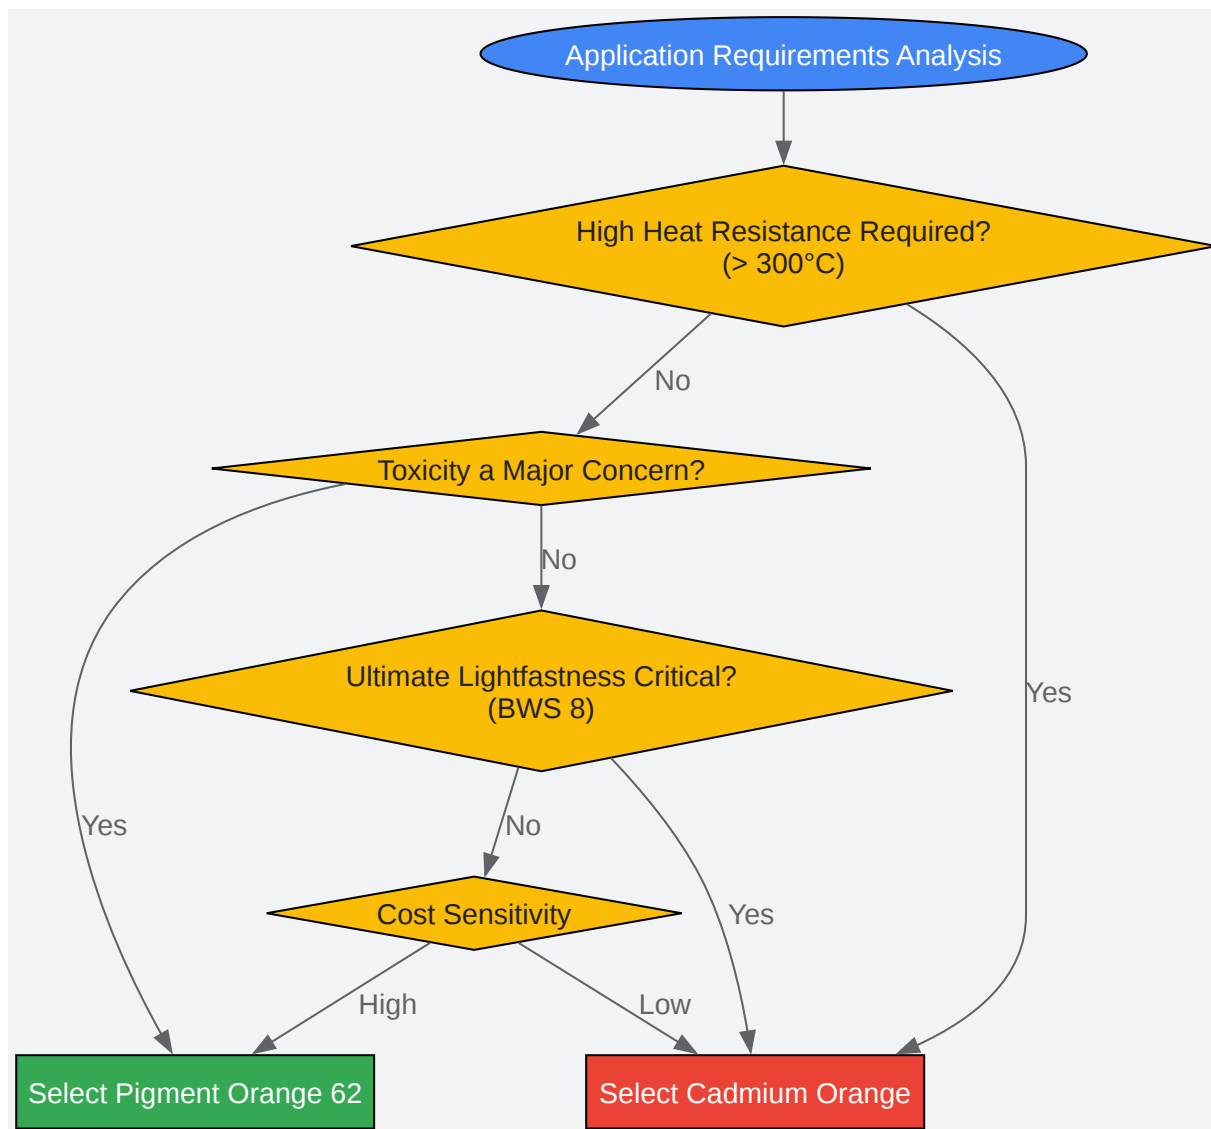 Application Requirements Analysis
High Heat Resistance Required?
(> 300°C)
No
Toxicity a Major Concern?
No
Ultimate Lightfastness Critical?
(BWS 8)
Yes
Yes
No
Cost Sensitivity
Yes
High
Low
Select Pigment Orange 62
Select Cadmium Orange